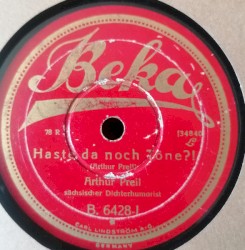 Beka
78 R
Haste da noch Töne?!
(Arthur Preil)
Arthur Preil
sächsischer Dichterhumorist
B. 6428-I
CARL LINDSTRÖM A.G.
GERMANY